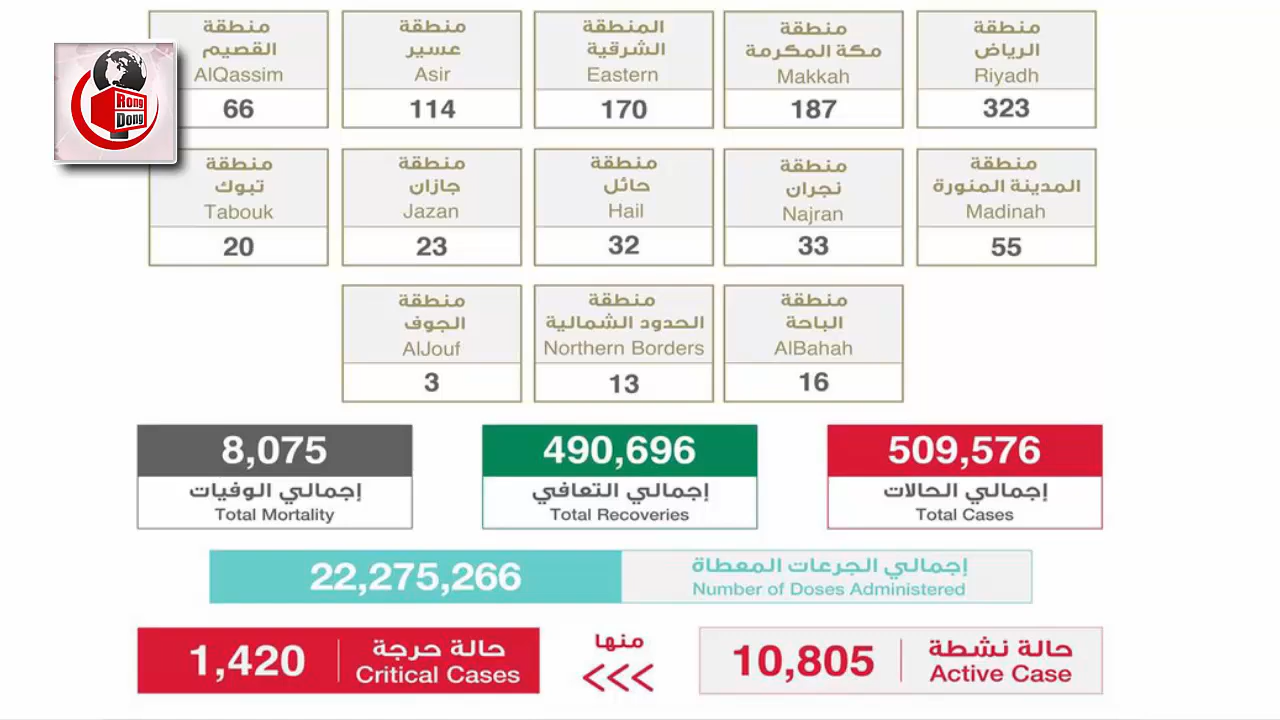 Rong
Dong
منطقة
الرياض
Riyadh
323
منطقة
مكة المكرمة
Makkah
187
المنطقة
الشرقية
Eastern
170
منطقة
عسير
Asir
114
منطقة
القصيم
AlQassim
66
منطقة
المدينة المنورة
Madinah
55
منطقة
نجران
Najran
33
منطقة
حائل
Hail
32
منطقة
جازان
Jazan
23
منطقة
تبوك
Tabouk
20
منطقة
الباحة
AlBahah
16
منطقة
الحدود الشمالية
Northern Borders
13
منطقة
الجوف
AlJouf
3
509,576
إجمالي الحالات
Total Cases
490,696
إجمالي التعافي
Total Recoveries
8,075
إجمالي الوفيات
Total Mortality
إجمالي الجرعات المعطاة
Number of Doses Administered
22,275,266
حالة نشطة
Active Case
10,805
منها
حالة حرجة
Critical Cases
1,420